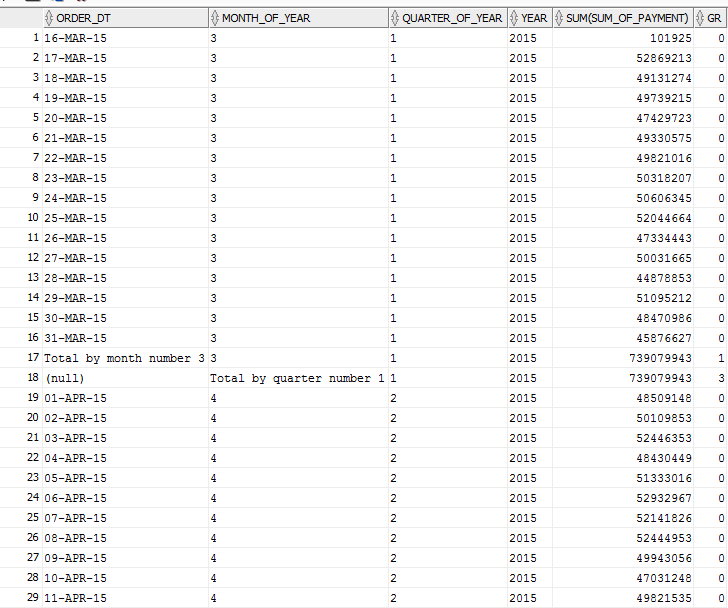 ORDER_DT MONTH_OF_YEAR QUARTER_OF_YEAR YEAR SUM(SUM_OF_PAYMENT) GR
1 16-MAR-15 3 1 2015 101925 0
2 17-MAR-15 3 1 2015 52869213 0
3 18-MAR-15 3 1 2015 49131274 0
4 19-MAR-15 3 1 2015 49739215 0
5 20-MAR-15 3 1 2015 47429723 0
6 21-MAR-15 3 1 2015 49330575 0
7 22-MAR-15 3 1 2015 49821016 0
8 23-MAR-15 3 1 2015 50318207 0
9 24-MAR-15 3 1 2015 50606345 0
10 25-MAR-15 3 1 2015 52044664 0
11 26-MAR-15 3 1 2015 47334443 0
12 27-MAR-15 3 1 2015 50031665 0
13 28-MAR-15 3 1 2015 44878853 0
14 29-MAR-15 3 1 2015 51095212 0
15 30-MAR-15 3 1 2015 48470986 0
16 31-MAR-15 3 1 2015 45876627 0
17 Total by month number 3 3 1 2015 739079943 1
18 (null) Total by quarter number 1 1 2015 739079943 3
19 01-APR-15 4 2 2015 48509148 0
20 02-APR-15 4 2 2015 50109853 0
21 03-APR-15 4 2 2015 52446353 0
22 04-APR-15 4 2 2015 48430449 0
23 05-APR-15 4 2 2015 51333016 0
24 06-APR-15 4 2 2015 52932967 0
25 07-APR-15 4 2 2015 52141826 0
26 08-APR-15 4 2 2015 52444953 0
27 09-APR-15 4 2 2015 49943056 0
28 10-APR-15 4 2 2015 47031248 0
29 11-APR-15 4 2 2015 49821535 0